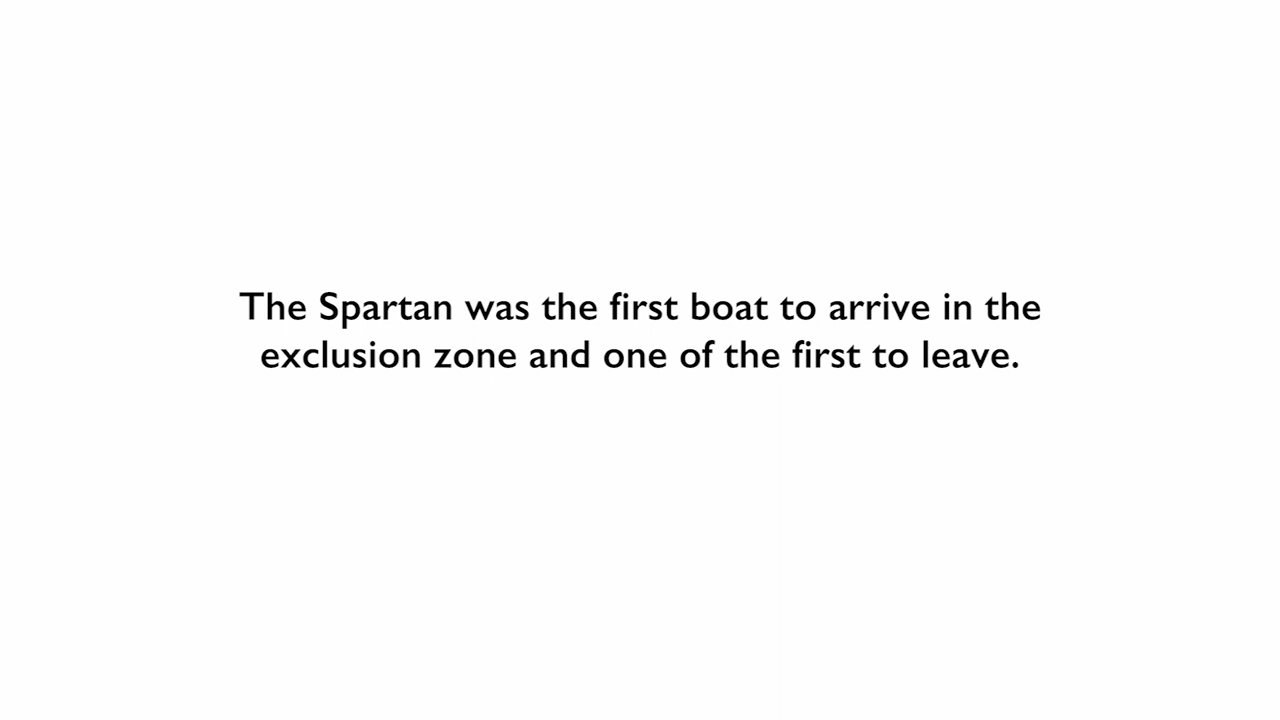 The Spartan was the first boat to arrive in the
exclusion zone and one of the first to leave.